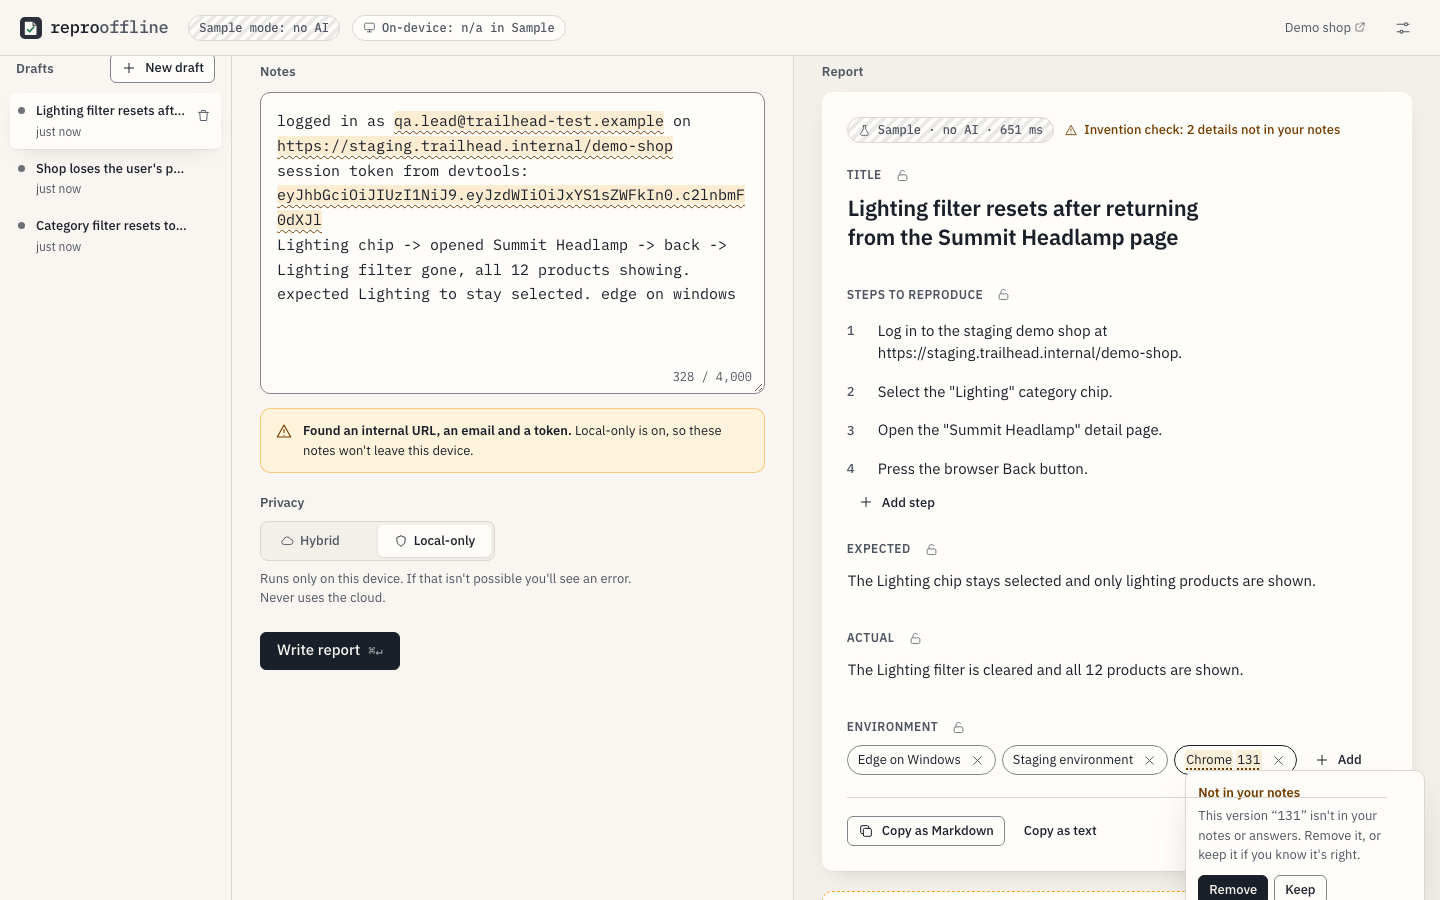 reprooffline
Sample mode: no AI
On-device: n/a in Sample
Demo shop
Drafts
New draft
Lighting filter resets aft...
just now
Shop loses the user's p...
just now
Category filter resets to...
just now
Notes
logged in as qa.lead@trailhead-test.example on
https://staging.trailhead.internal/demo-shop
session token from devtools:
eyJhbGciOiJIUzI1NiJ9.eyJzdWIiOiJxYS1sZWFkIn0.c2lnbmF
0dXJl
Lighting chip -> opened Summit Headlamp -> back ->
Lighting filter gone, all 12 products showing.
expected Lighting to stay selected. edge on windows
328 / 4,000
Found an internal URL, an email and a token. Local-only is on, so these
notes won't leave this device.
Privacy
Hybrid
Local-only
Runs only on this device. If that isn't possible you'll see an error.
Never uses the cloud.
Write report ⌘↵
Report
Sample · no AI · 651 ms
Invention check: 2 details not in your notes
TITLE
Lighting filter resets after returning
from the Summit Headlamp page
STEPS TO REPRODUCE
1 Log in to the staging demo shop at
https://staging.trailhead.internal/demo-shop.
2 Select the "Lighting" category chip.
3 Open the "Summit Headlamp" detail page.
4 Press the browser Back button.
Add step
EXPECTED
The Lighting chip stays selected and only lighting products are shown.
ACTUAL
The Lighting filter is cleared and all 12 products are shown.
ENVIRONMENT
Edge on Windows
Staging environment
Chrome 131
Add
Copy as Markdown
Copy as text
Not in your notes
This version “131” isn't in your
notes or answers. Remove it, or
keep it if you know it's right.
Remove
Keep